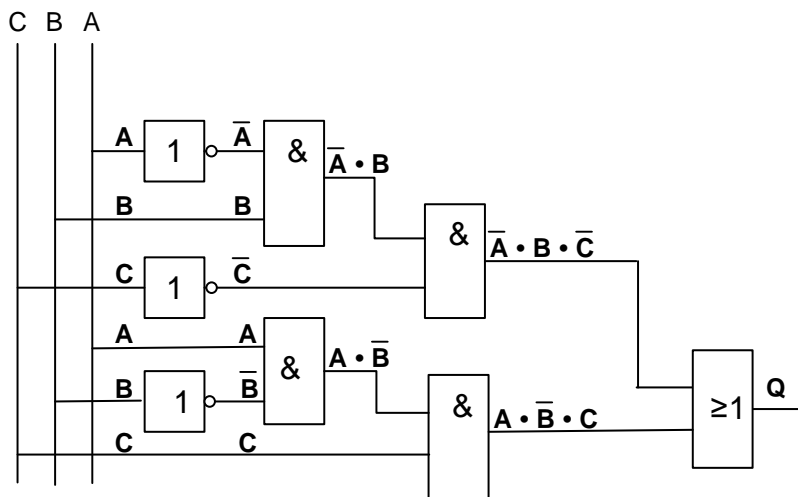 C B A
A 1 A̅ & A̅ • B
B B
& A̅ • B • C̅
C 1 C̅
A A & A • B̅
B 1 B̅
& A • B̅ • C
C C
≥1 Q